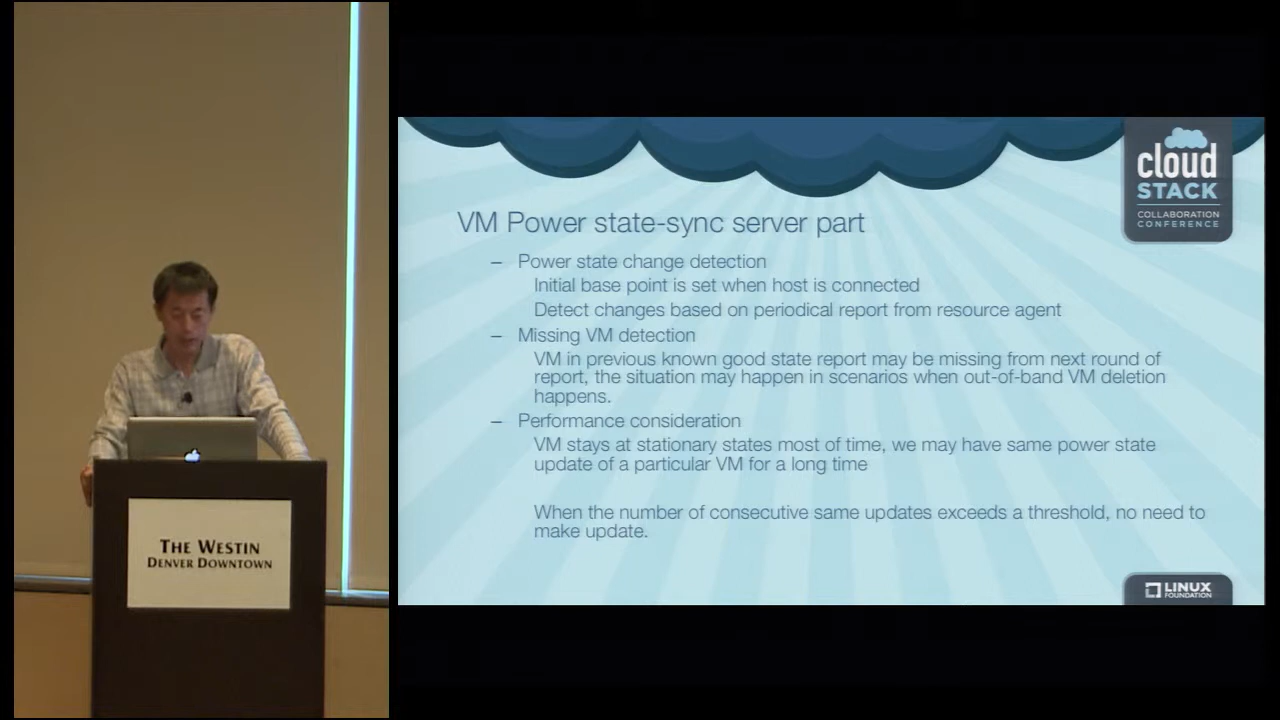 cloud
STACK
COLLABORATION
CONFERENCE
VM Power state-sync server part
– Power state change detection
Initial base point is set when host is connected
Detect changes based on periodical report from resource agent
– Missing VM detection
VM in previous known good state report may be missing from next round of
report, the situation may happen in scenarios when out-of-band VM deletion
happens.
– Performance consideration
VM stays at stationary states most of time, we may have same power state
update of a particular VM for a long time
When the number of consecutive same updates exceeds a threshold, no need to
make update.
LINUX
FOUNDATION
THE WESTIN
DENVER DOWNTOWN